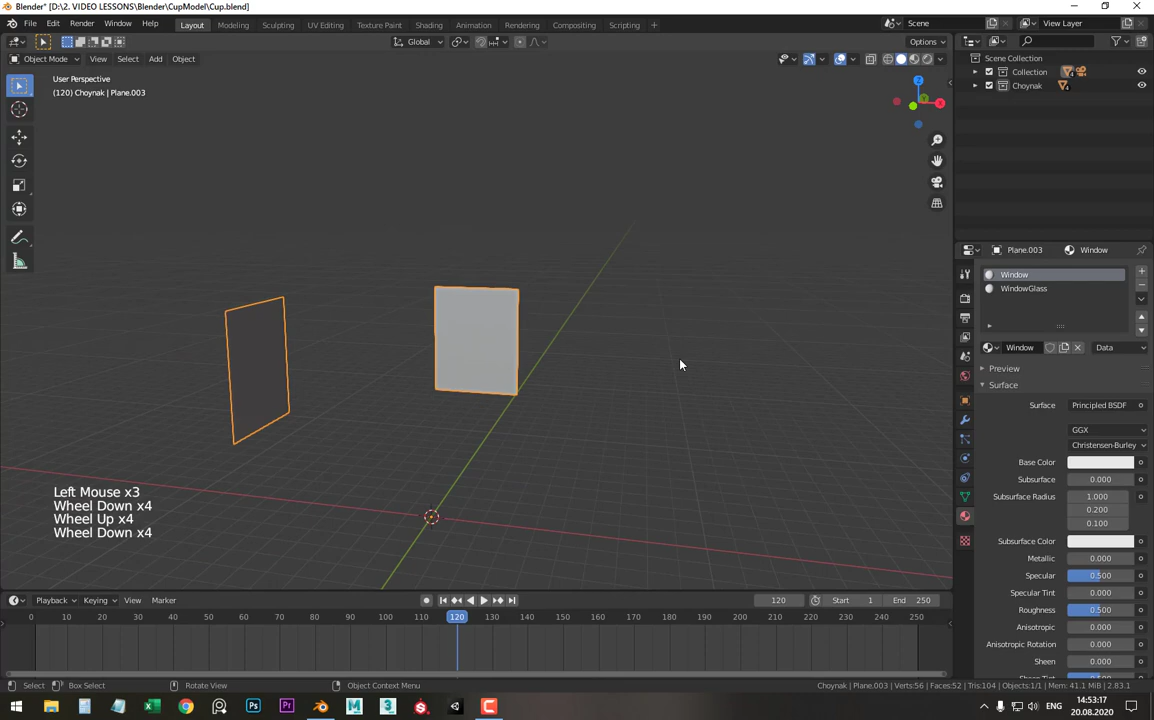 Blender* [D:\2. VIDEO LESSONS\Blender\CupModel\Cup.blend]
File Edit Render Window Help Layout Modeling Sculpting UV Editing Texture Paint Shading Animation Rendering Compositing Scripting + Scene View Layer
Global Options
Object Mode View Select Add Object
User Perspective
(120) Choynak | Plane.003
Scene Collection
Collection 4
Choynak 4
X
Y
Z
Plane.003 Window
Window
WindowGlass
Window Data
Preview
Surface
Surface Principled BSDF
GGX
Christensen-Burley
Base Color
Subsurface 0.000
Subsurface Radius 1.000
0.200
0.100
Subsurface Color
Metallic 0.000
Specular 0.500
Specular Tint 0.000
Roughness 0.500
Anisotropic 0.000
Anisotropic Rotation 0.000
Sheen 0.000
Left Mouse x3
Wheel Down x4
Wheel Up x4
Wheel Down x4
Playback Keying View Marker 120 Start 1 End 250
0 10 20 30 40 50 60 70 80 90 100 110 120 130 140 150 160 170 180 190 200 210 220 230 240 250
Select Box Select Rotate View Object Context Menu Choynak | Plane.003 | Verts:56 | Faces:52 | Tris:104 | Objects:1/1 | Mem: 41.1 MiB | 2.83.1
ENG 14:53:17
20.08.2020